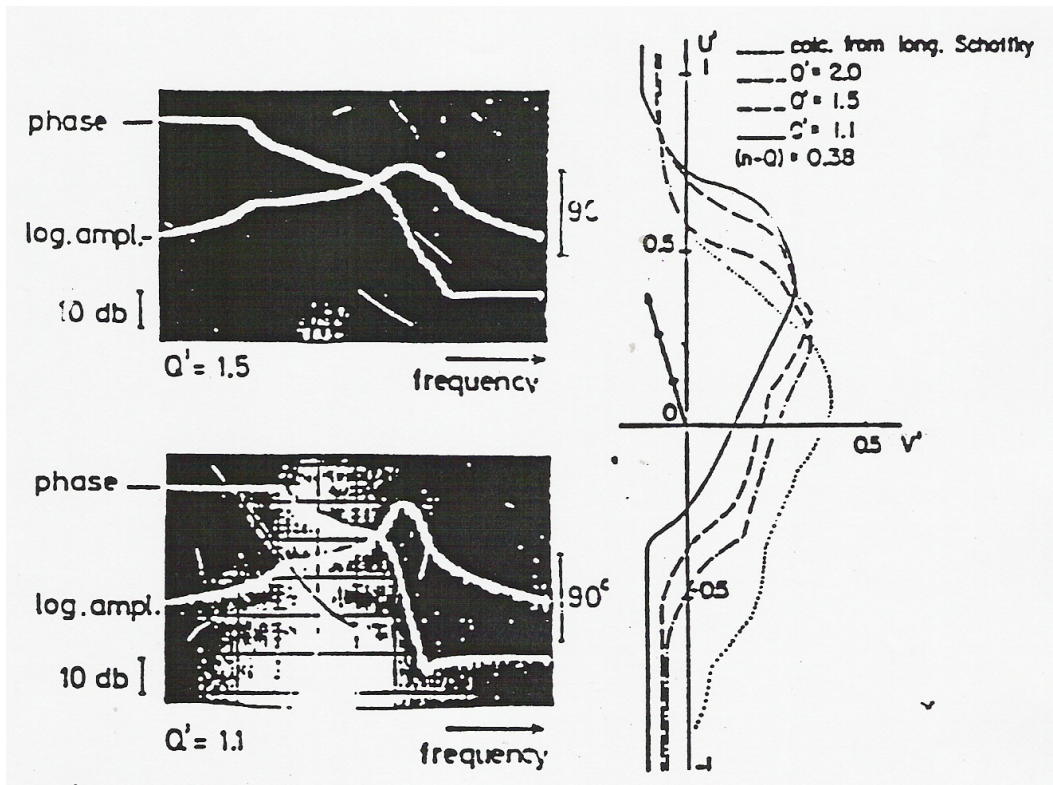 phase
log. ampl.
10 db
90
Q' = 1.5
frequency
phase
log. ampl.
10 db
90°
Q' = 1.1
frequency
U'
1
calc. from long. Schottky
Q' = 2.0
Q' = 1.5
Q' = 1.1
(n-Q) = 0.38
0.5
0
0.5 V'
-0.5
-1